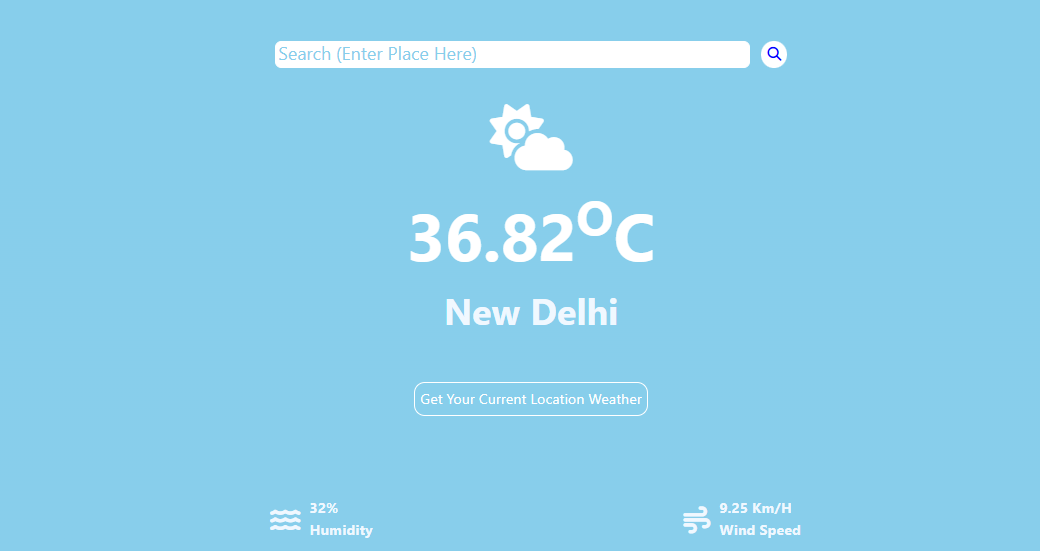 Search (Enter Place Here)
36.82OC
New Delhi
Get Your Current Location Weather
32%
Humidity
9.25 Km/H
Wind Speed